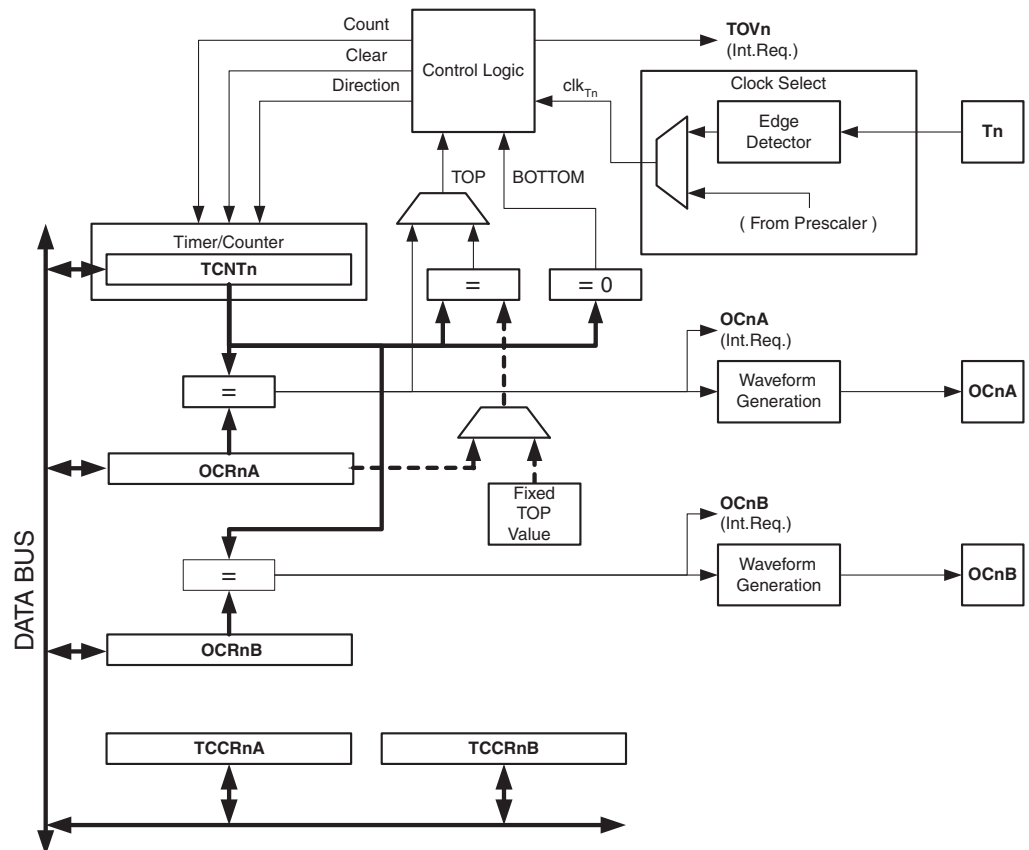 Count
Clear
Direction
Control Logic
TOVn
(Int.Req.)
clkTn
Clock Select
Edge
Detector
Tn
( From Prescaler )
TOP
BOTTOM
Timer/Counter
TCNTn
=
= 0
OCnA
(Int.Req.)
=
Waveform
Generation
OCnA
OCRnA
Fixed
TOP
Value
OCnB
(Int.Req.)
=
Waveform
Generation
OCnB
OCRnB
DATA BUS
TCCRnA
TCCRnB